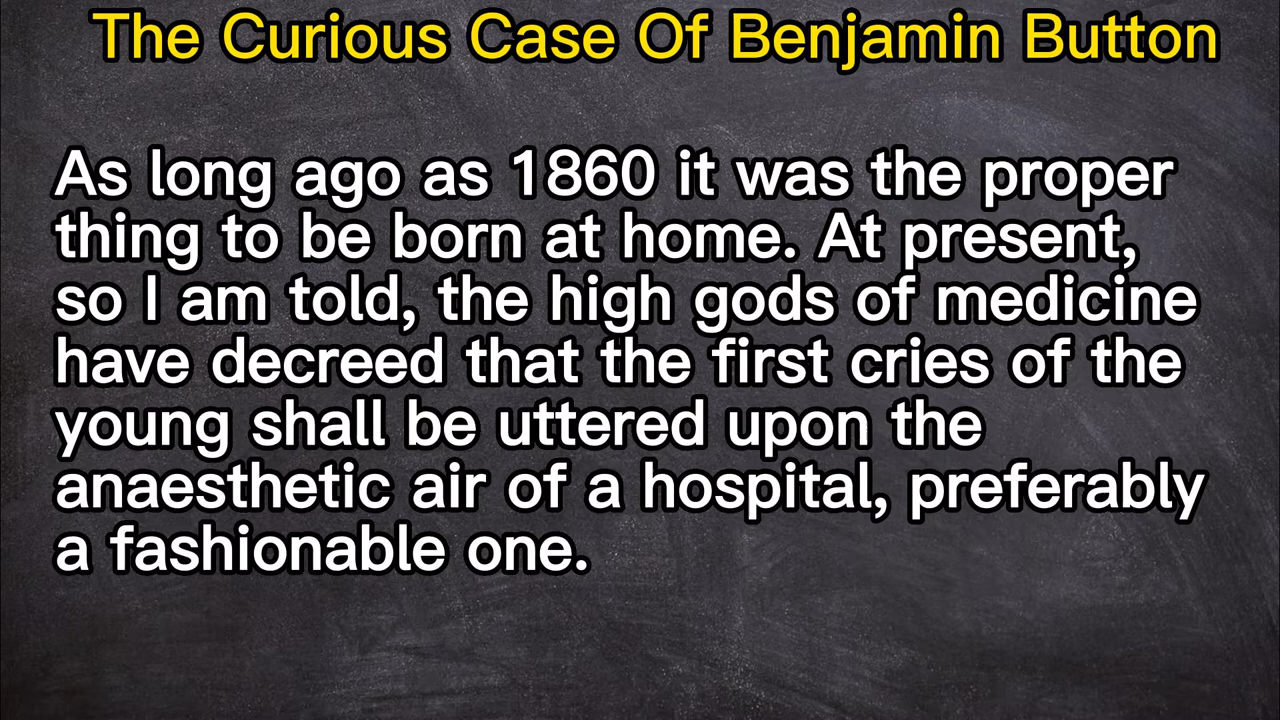 The Curious Case Of Benjamin Button
As long ago as 1860 it was the proper
thing to be born at home. At present,
so I am told, the high gods of medicine
have decreed that the first cries of the
young shall be uttered upon the
anaesthetic air of a hospital, preferably
a fashionable one.